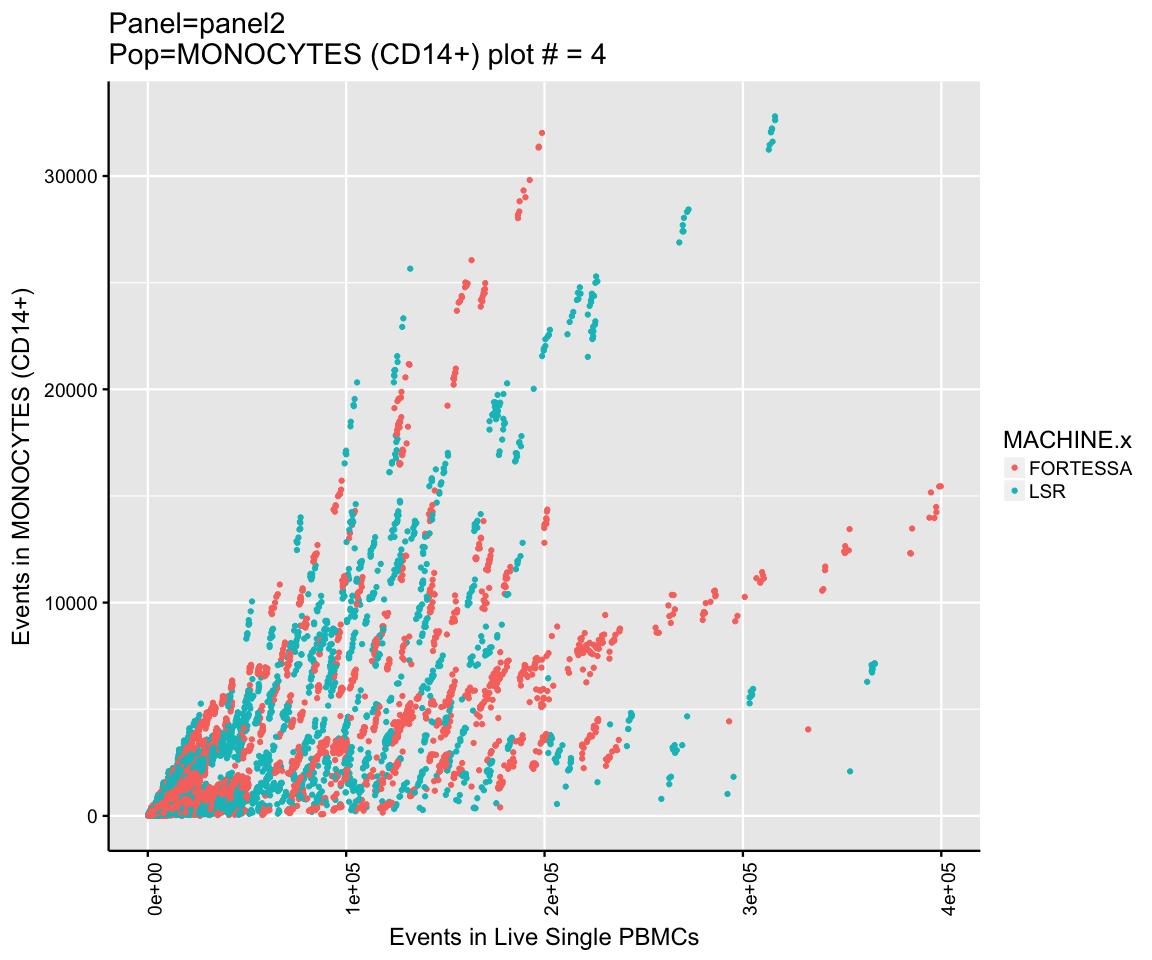 Panel=panel2
Pop=MONOCYTES (CD14+) plot # = 4
Events in MONOCYTES (CD14+)
30000
20000
10000
0
0e+00
1e+05
2e+05
3e+05
4e+05
Events in Live Single PBMCs
MACHINE.x
FORTESSA
LSR